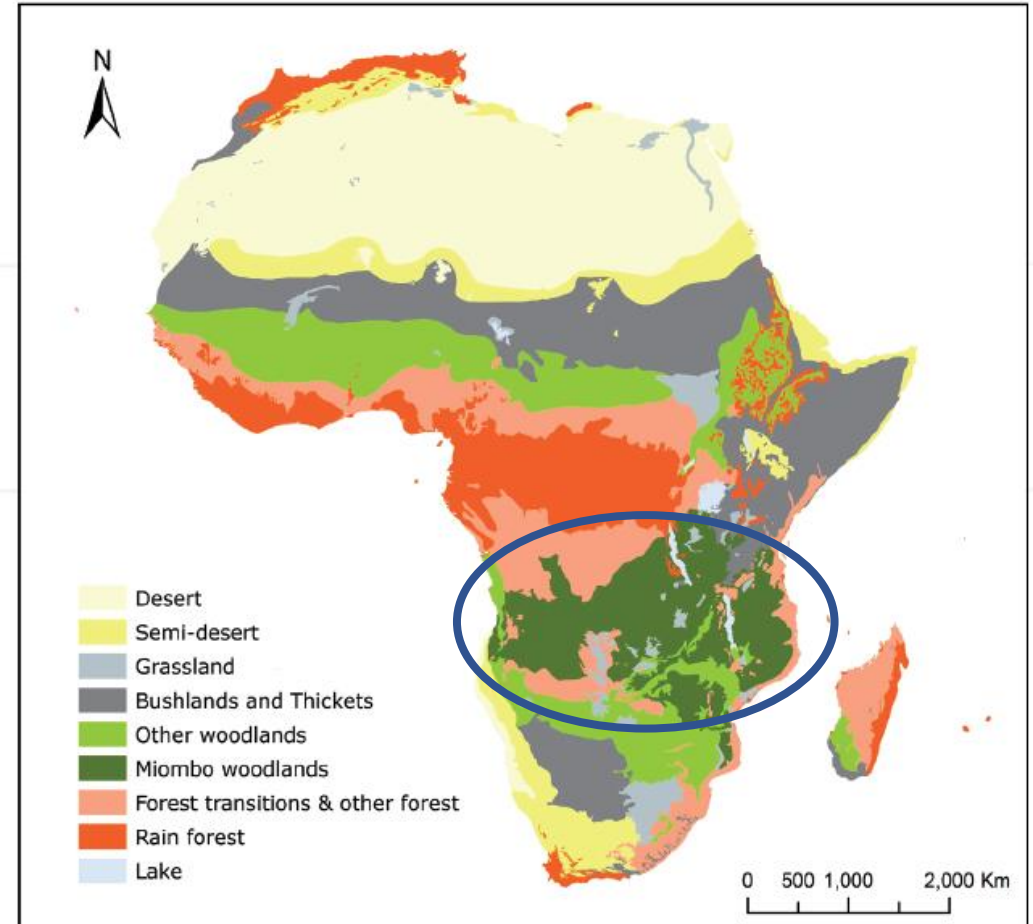 N
Desert
Semi-desert
Grassland
Bushlands and Thickets
Other woodlands
Miombo woodlands
Forest transitions & other forest
Rain forest
Lake
0 500 1,000 2,000 Km